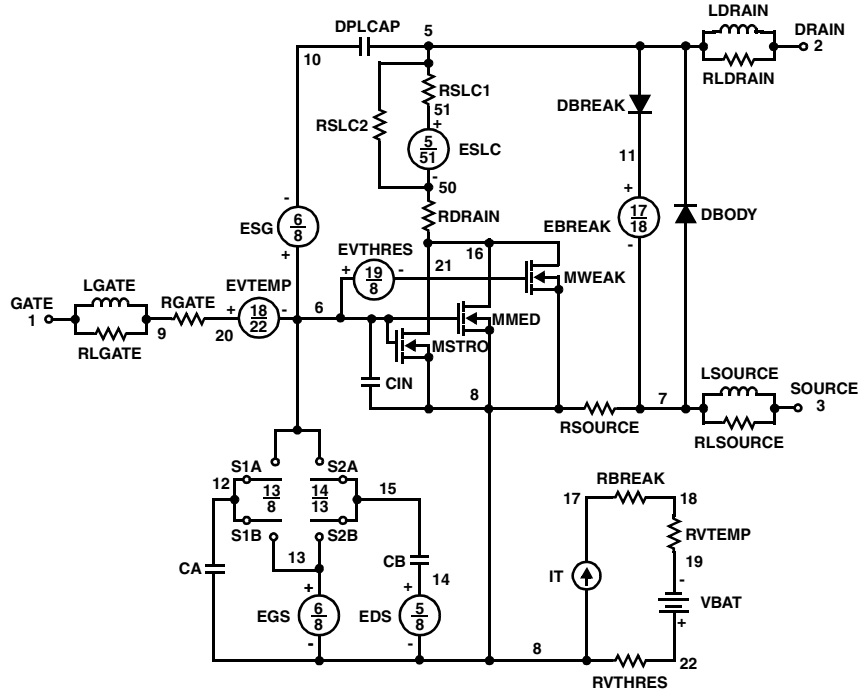 LDRAIN
DPLCAP 5 DRAIN
10 2
RLDRAIN
RSLC1
51
DBREAK
RSLC2
+
5
51
ESLC
-
50
11
-
+
6
8
ESG
+
RDRAIN
EBREAK
17
18
-
DBODY
EVTHRES
16
+ 19
8
- 21
MWEAK
LGATE
EVTEMP
GATE
1
RGATE
+ 18
22
- 6
MMED
9 20
RLGATE
MSTRO
CIN
8
LSOURCE
7
SOURCE
3
RSOURCE
RLSOURCE
S1A S2A
12
13
8
14
13
15
S1B S2B
13
RBREAK
17 18
RVTEMP
19
CA CB
14
IT
-
VBAT
+
+ +
EGS 6
8
EDS 5
8
- -
8
22
RVTHRES